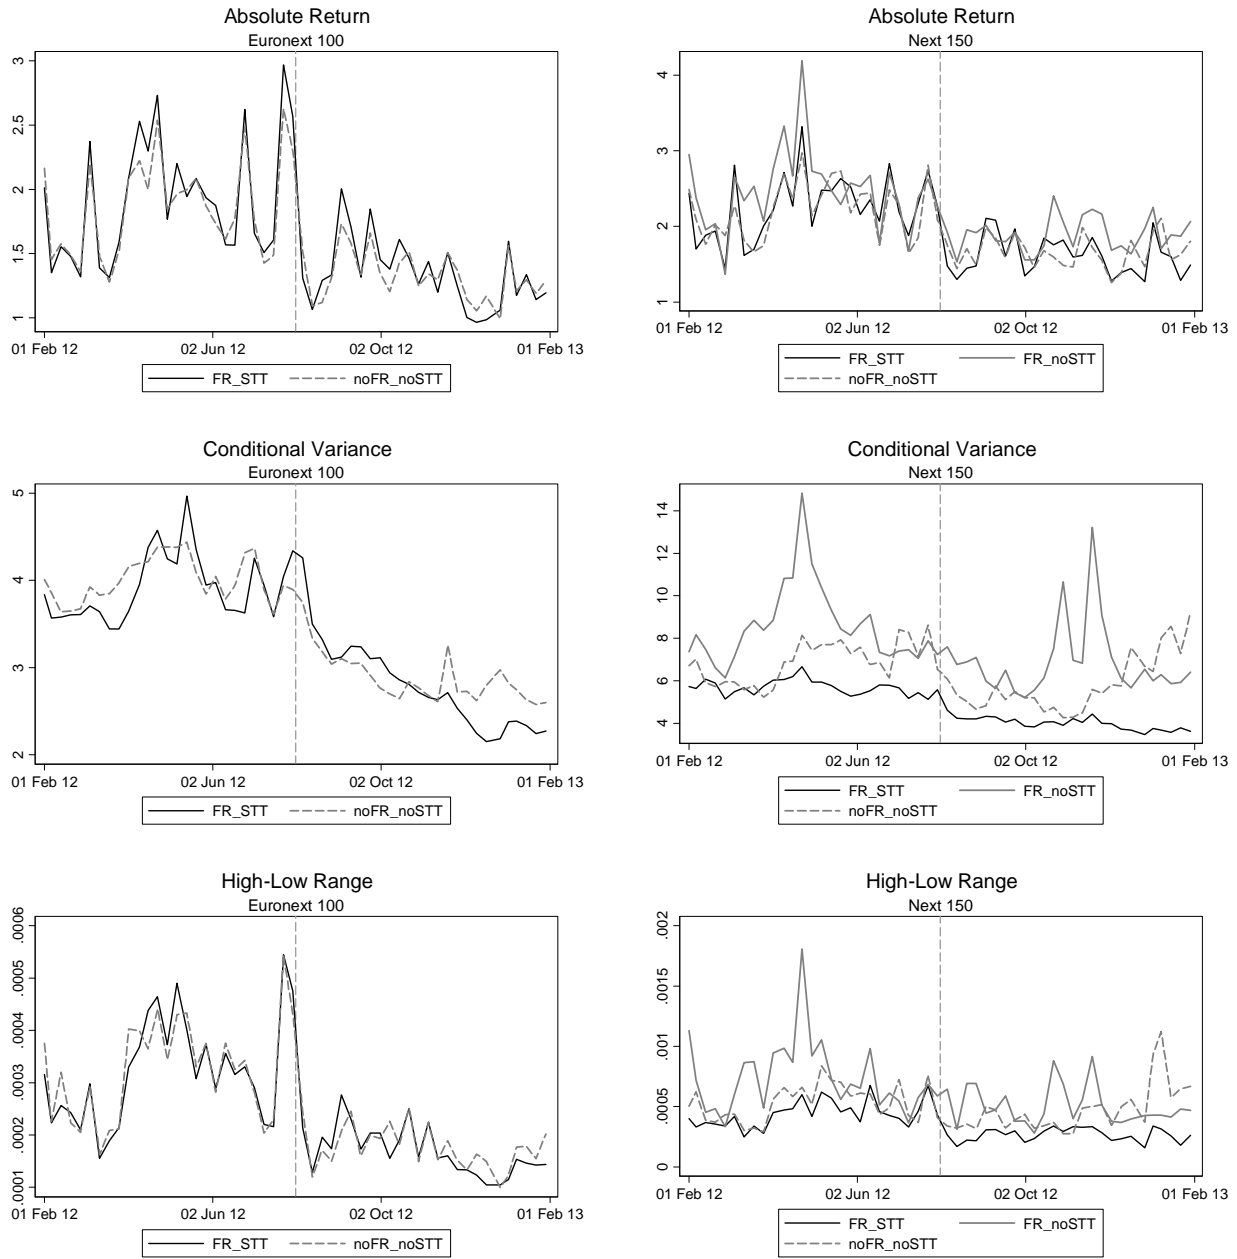 Absolute Return
Euronext 100
3
2.5
2
1.5
1
01 Feb 12 02 Jun 12 02 Oct 12 01 Feb 13
FR_STT noFR_noSTT
Absolute Return
Next 150
4
3
2
1
01 Feb 12 02 Jun 12 02 Oct 12 01 Feb 13
FR_STT FR_noSTT
noFR_noSTT
Conditional Variance
Euronext 100
5
4
3
2
01 Feb 12 02 Jun 12 02 Oct 12 01 Feb 13
FR_STT noFR_noSTT
Conditional Variance
Next 150
14
12
10
8
6
4
01 Feb 12 02 Jun 12 02 Oct 12 01 Feb 13
FR_STT FR_noSTT
noFR_noSTT
High-Low Range
Euronext 100
.0006
.0005
.0004
.0003
.0002
.0001
01 Feb 12 02 Jun 12 02 Oct 12 01 Feb 13
FR_STT noFR_noSTT
High-Low Range
Next 150
.002
.0015
.001
.0005
0
01 Feb 12 02 Jun 12 02 Oct 12 01 Feb 13
FR_STT FR_noSTT
noFR_noSTT